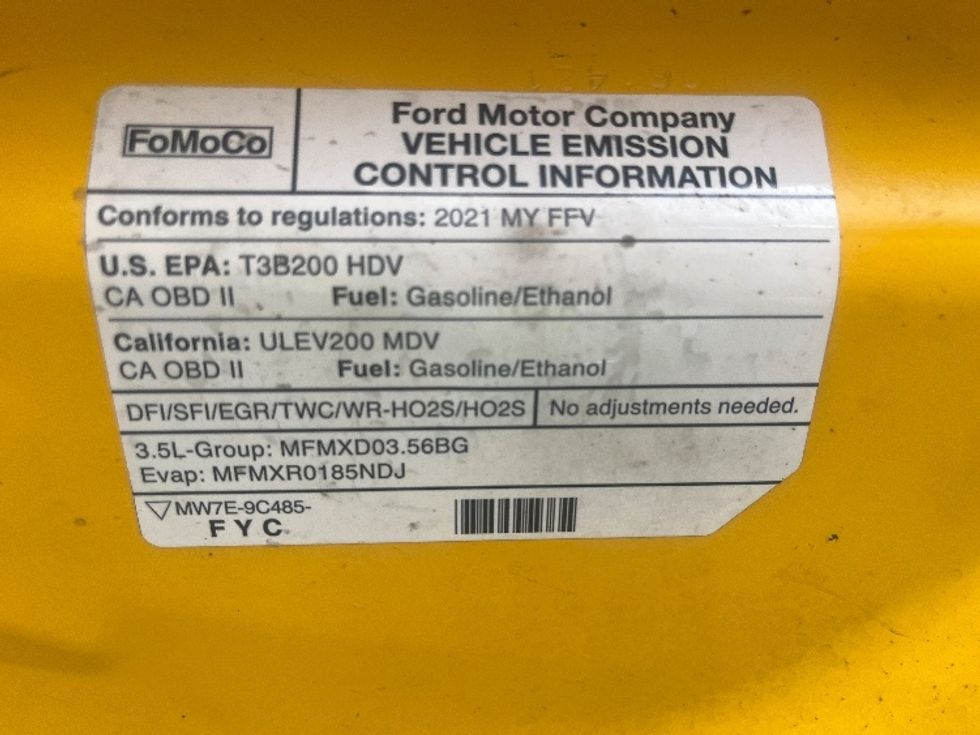 FoMoCo
Ford Motor Company
VEHICLE EMISSION
CONTROL INFORMATION
Conforms to regulations: 2021 MY FFV
U.S. EPA: T3B200 HDV
CA OBD II Fuel: Gasoline/Ethanol
California: ULEV200 MDV
CA OBD II Fuel: Gasoline/Ethanol
DFI/SFI/EGR/TWC/WR-HO2S/HO2S No adjustments needed.
3.5L-Group: MFMXD03.56BG
Evap: MFMXR0185NDJ
MW7E-9C485-
F Y C